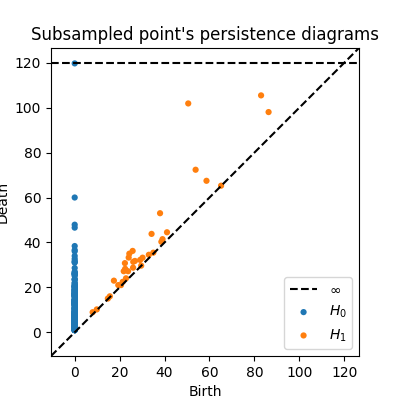 Subsampled point's persistence diagrams
120
100
80
60
40
20
0
Death
∞
H₀
H₁
0 20 40 60 80 100 120
Birth